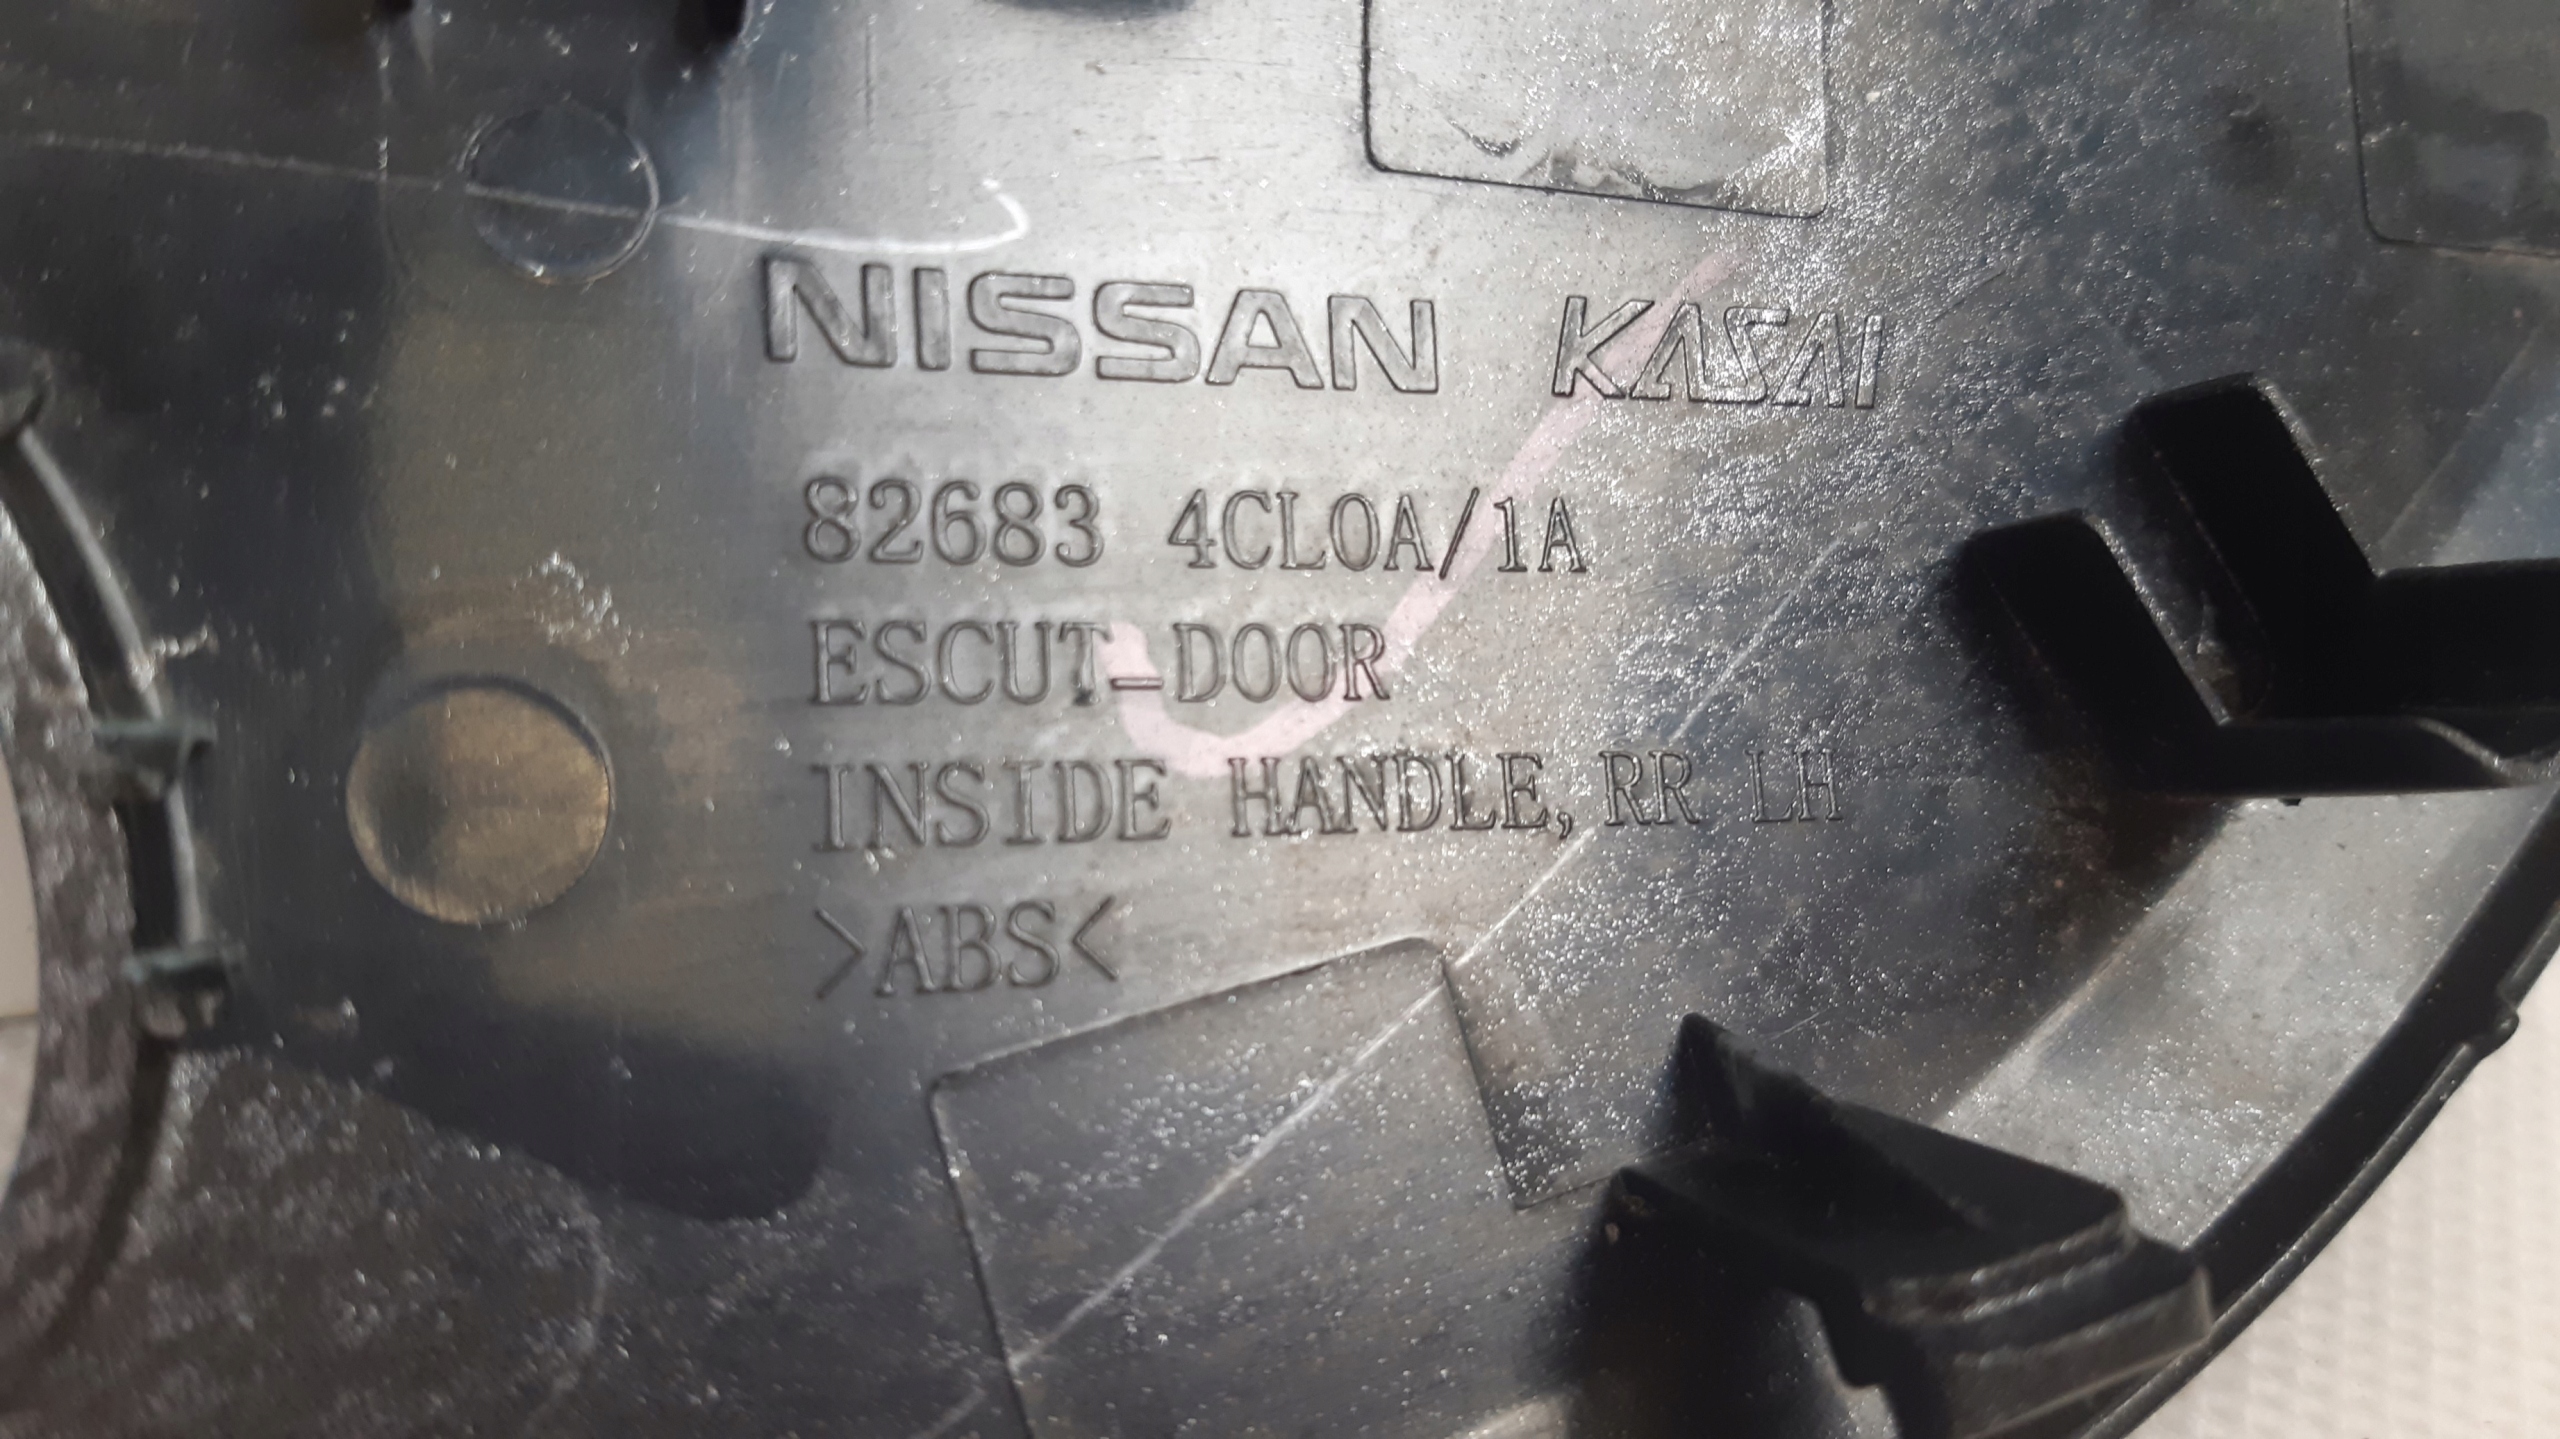 NISSAN KASAI
82683 4CL0A/1A
ESCUT-DOOR
INSIDE HANDLE, RR LH
>ABS<